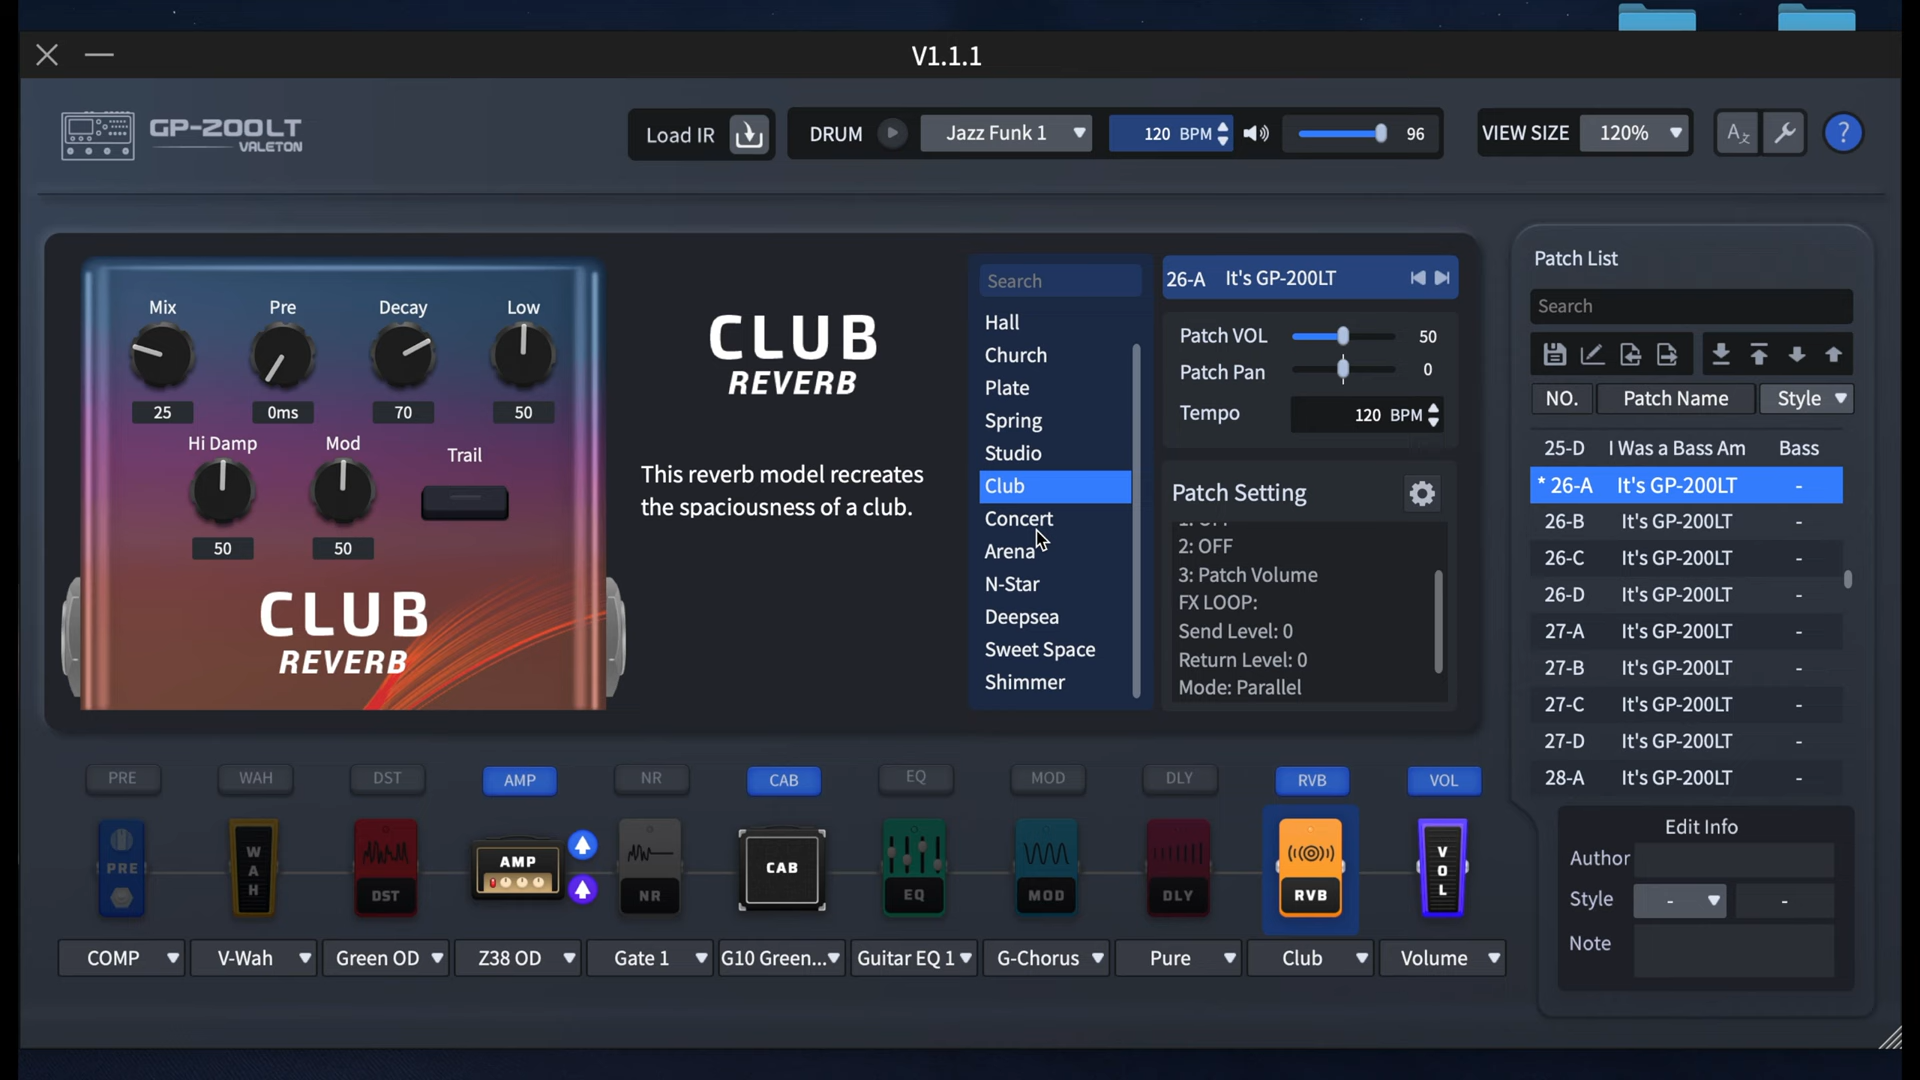 V1.1.1
GP-200LT
VALETON
Load IR
DRUM
Jazz Funk 1
120 BPM
96
VIEW SIZE
120%
?
Mix
Pre
Decay
Low
25
0ms
70
50
Hi Damp
Mod
Trail
50
50
CLUB
REVERB
CLUB
REVERB
This reverb model recreates
the spaciousness of a club.
Search
Hall
Church
Plate
Spring
Studio
Club
Concert
Arena
N-Star
Deepsea
Sweet Space
Shimmer
26-A It's GP-200LT
Patch VOL 50
Patch Pan 0
Tempo 120 BPM
Patch Setting
1: OFF
2: OFF
3: Patch Volume
FX LOOP:
Send Level: 0
Return Level: 0
Mode: Parallel
Patch List
Search
NO. Patch Name Style
25-D I Was a Bass Am Bass
* 26-A It's GP-200LT -
26-B It's GP-200LT -
26-C It's GP-200LT -
26-D It's GP-200LT -
27-A It's GP-200LT -
27-B It's GP-200LT -
27-C It's GP-200LT -
27-D It's GP-200LT -
28-A It's GP-200LT -
Edit Info
Author
Style - -
Note
PRE WAH DST AMP NR CAB EQ MOD DLY RVB VOL
PRE WAH DST AMP NR CAB EQ MOD DLY RVB VOL
COMP V-Wah Green OD Z38 OD Gate 1 G10 Green... Guitar EQ 1 G-Chorus Pure Club Volume